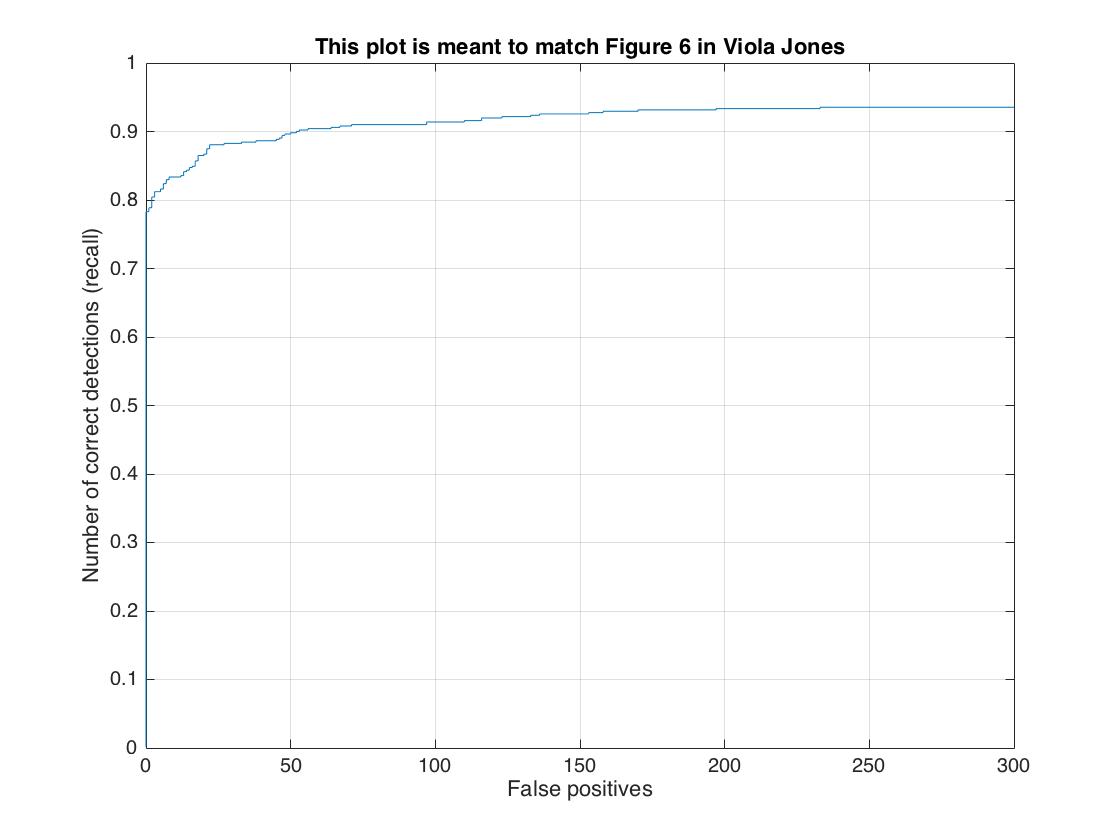 This plot is meant to match Figure 6 in Viola Jones
1
0.9
0.8
0.7
0.6
0.5
0.4
0.3
0.2
0.1
0
Number of correct detections (recall)
0 50 100 150 200 250 300
False positives